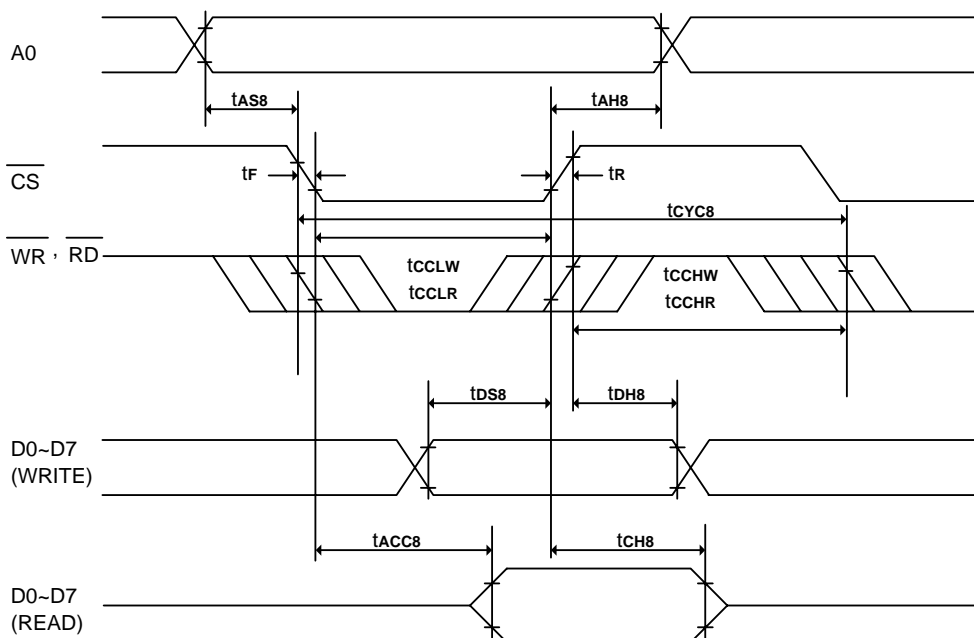 A0
tAS8
tAH8
CS
tF
tR
tCYC8
WR , RD
tCCLW
tCCLR
tCCHW
tCCHR
tDS8
tDH8
D0~D7
(WRITE)
tACC8
tCH8
D0~D7
(READ)